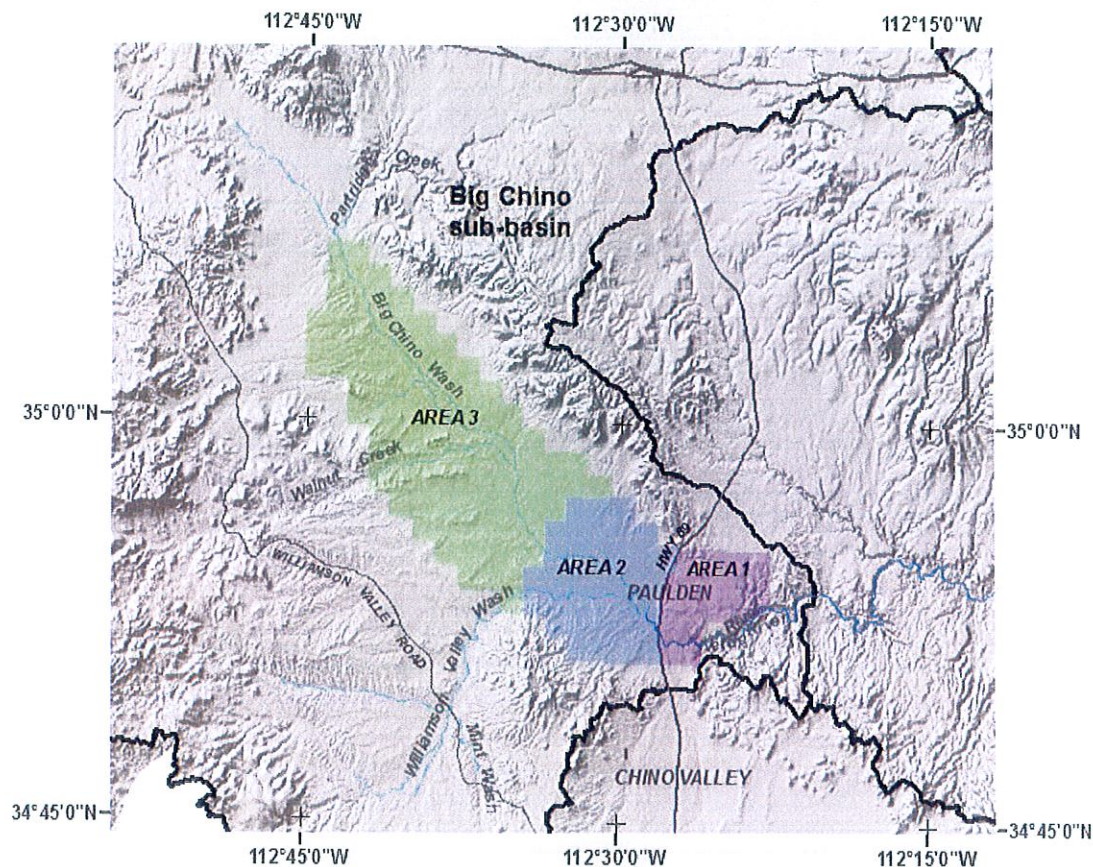 112°45'0"W
112°30'0"W
112°15'0"W
Partridge Creek
Big Chino
sub-basin
Big Chino Wash
35°0'0"N
35°0'0"N
AREA 3
Walnut Creek
HWY 89
AREA 2
AREA 1
PAULDEN
WILLIAMSON VALLEY ROAD
Williamson Valley Wash
Mint Wash
CHINO VALLEY
34°45'0"N
34°45'0"N
112°45'0"W
112°30'0"W
112°15'0"W